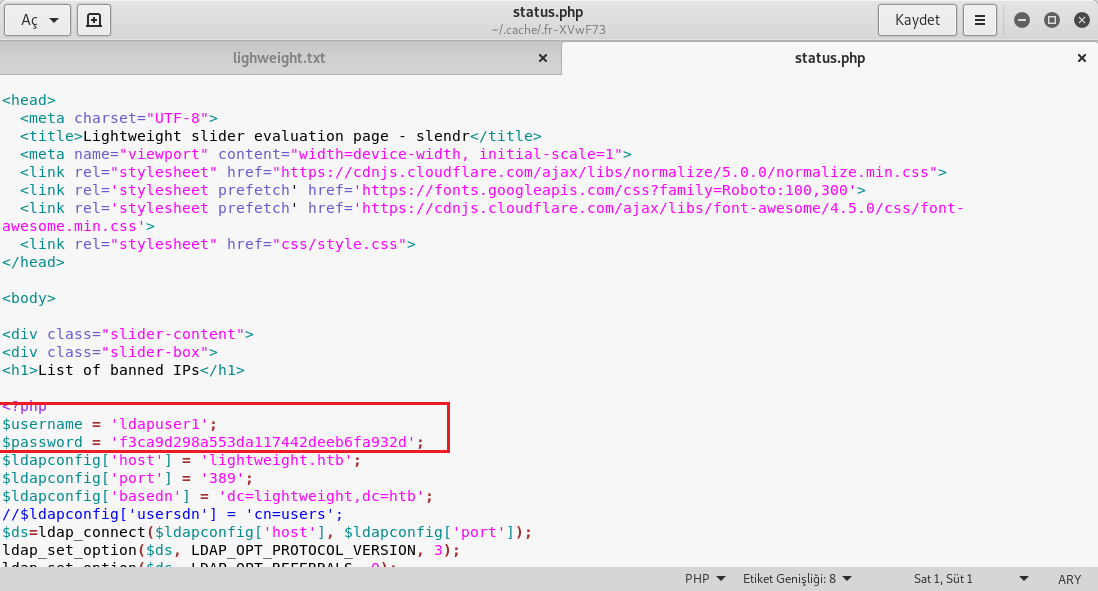 Aç
status.php
~/.cache/.fr-XVwF73
Kaydet
lighweight.txt
status.php
<head>
  <meta charset="UTF-8">
  <title>Lightweight slider evaluation page - slendr</title>
  <meta name="viewport" content="width=device-width, initial-scale=1">
  <link rel="stylesheet" href="https://cdnjs.cloudflare.com/ajax/libs/normalize/5.0.0/normalize.min.css">
  <link rel='stylesheet prefetch' href='https://fonts.googleapis.com/css?family=Roboto:100,300'>
  <link rel='stylesheet prefetch' href='https://cdnjs.cloudflare.com/ajax/libs/font-awesome/4.5.0/css/font-
awesome.min.css'>
  <link rel="stylesheet" href="css/style.css">
</head>
<body>
<div class="slider-content">
<div class="slider-box">
<h1>List of banned IPs</h1>
<?php
$username = 'ldapuser1';
$password = 'f3ca9d298a553da117442deeb6fa932d';
$ldapconfig['host'] = 'lightweight.htb';
$ldapconfig['port'] = '389';
$ldapconfig['basedn'] = 'dc=lightweight,dc=htb';
//$ldapconfig['usersdn'] = 'cn=users';
$ds=ldap_connect($ldapconfig['host'], $ldapconfig['port']);
ldap_set_option($ds, LDAP_OPT_PROTOCOL_VERSION, 3);
ldap_set_option($ds, LDAP_OPT_REFERRALS, 0);
PHP
Etiket Genişliği: 8
Sat 1, Süt 1
ARY